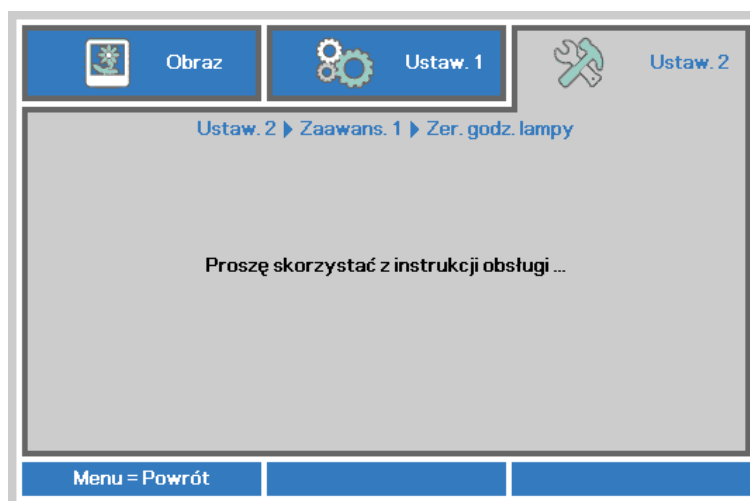 Obraz
Ustaw. 1
Ustaw. 2
Ustaw. 2 ▶ Zaawans. 1 ▶ Zer. godz. lampy
Proszę skorzystać z instrukcji obsługi ...
Menu = Powrót